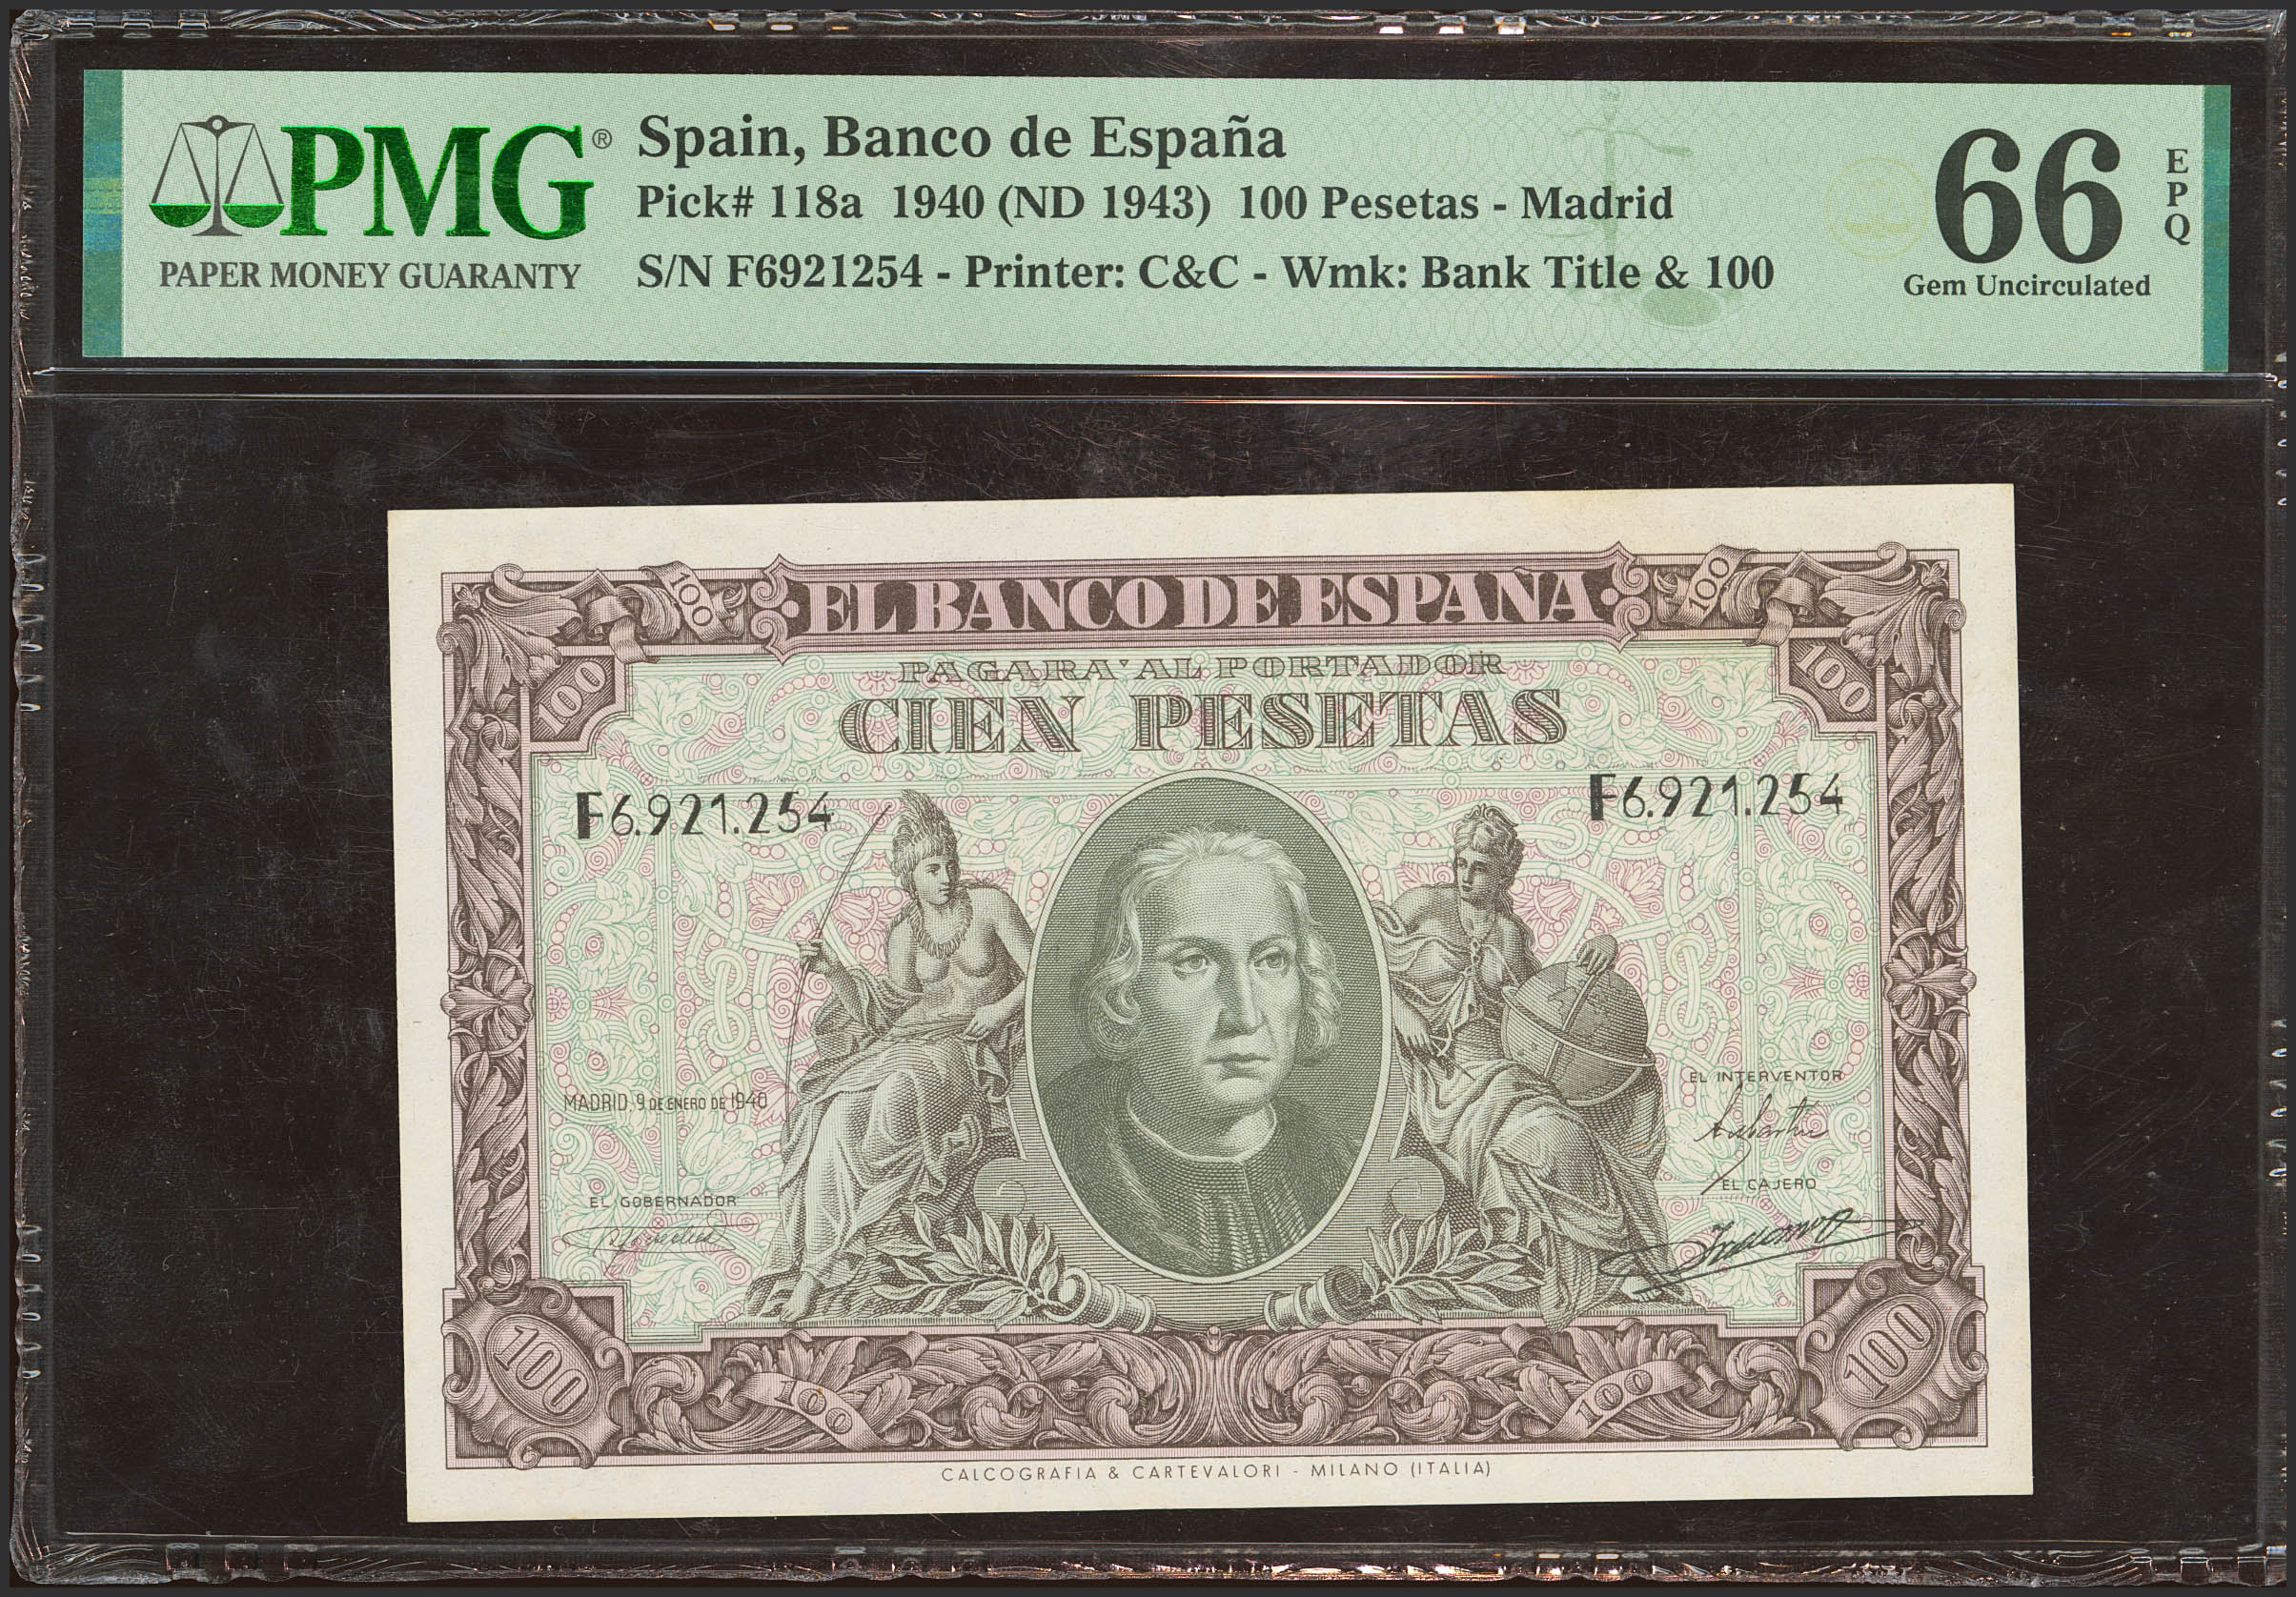 PMG®
PAPER MONEY GUARANTY
Spain, Banco de España
Pick# 118a 1940 (ND 1943) 100 Pesetas - Madrid
S/N F6921254 - Printer: C&C - Wmk: Bank Title & 100
66
EPQ
Gem Uncirculated
100
EL BANCO DE ESPAÑA
100
100
PAGARA AL PORTADOR
100
CIEN PESETAS
F6.921.254
F6.921.254
MADRID, 9 DE ENERO DE 1940
EL INTERVENTOR
EL CAJERO
EL GOBERNADOR
100
100
100
100
CALCOGRAFIA & CARTEVALORI - MILANO (ITALIA)